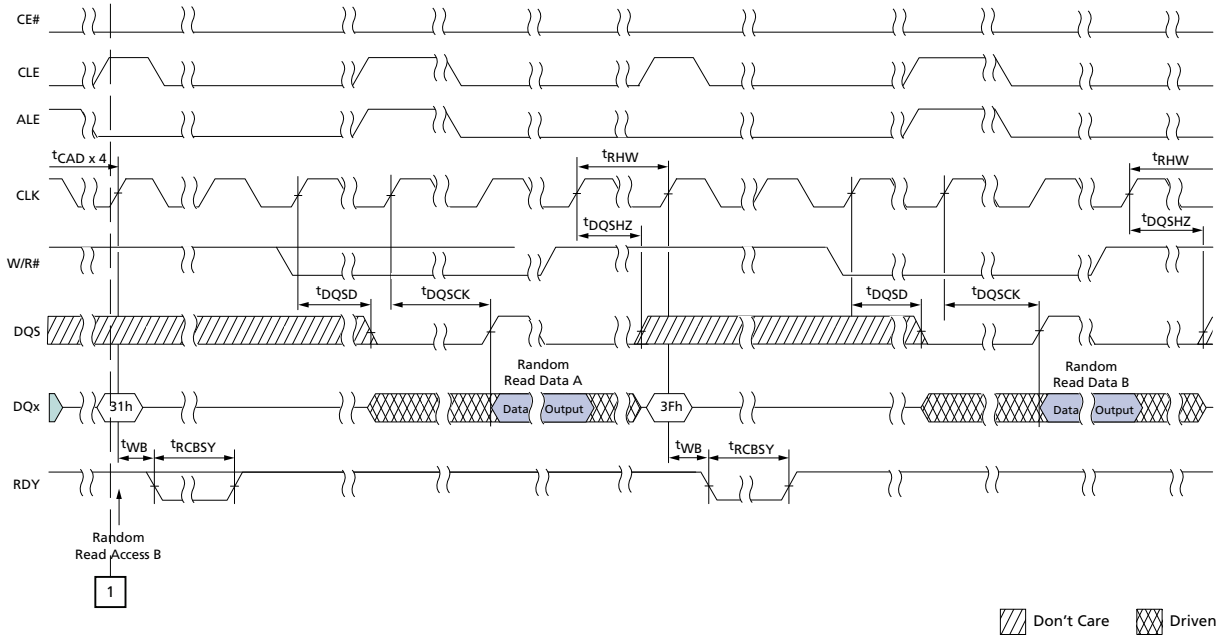 CE#
CLE
ALE
tCAD x 4
tRHW
tRHW
CLK
tDQSHZ
tDQSHZ
W/R#
tDQSD
tDQSCK
tDQSD
tDQSCK
DQS
Random
Read Data A
Random
Read Data B
DQx
31h
Data Output
3Fh
Data Output
tWB
tRCBSY
tWB
tRCBSY
RDY
Random
Read Access B
1
Don't Care
Driven